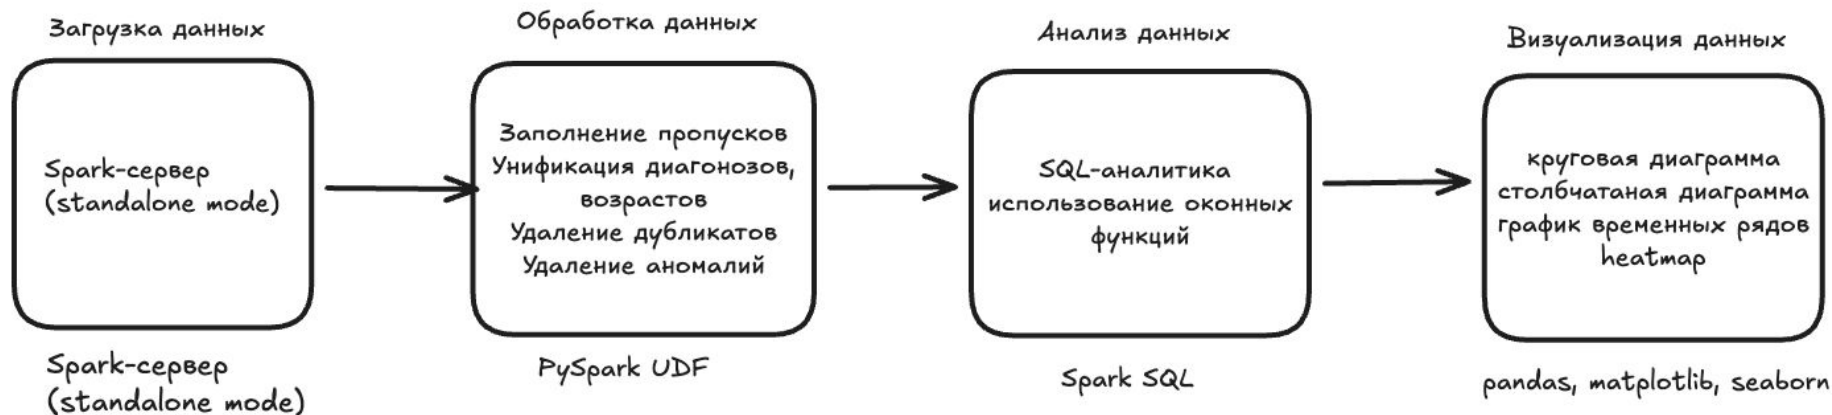 Загрузка данных
Spark-сервер
(standalone mode)
Spark-сервер
(standalone mode)
Обработка данных
Заполнение пропусков
Унификация диагонозов,
возрастов
Удаление дубликатов
Удаление аномалий
PySpark UDF
Анализ данных
SQL-аналитика
использование оконных
функций
Spark SQL
Визуализация данных
круговая диаграмма
столбчатаная диаграмма
график временных рядов
heatmap
pandas, matplotlib, seaborn